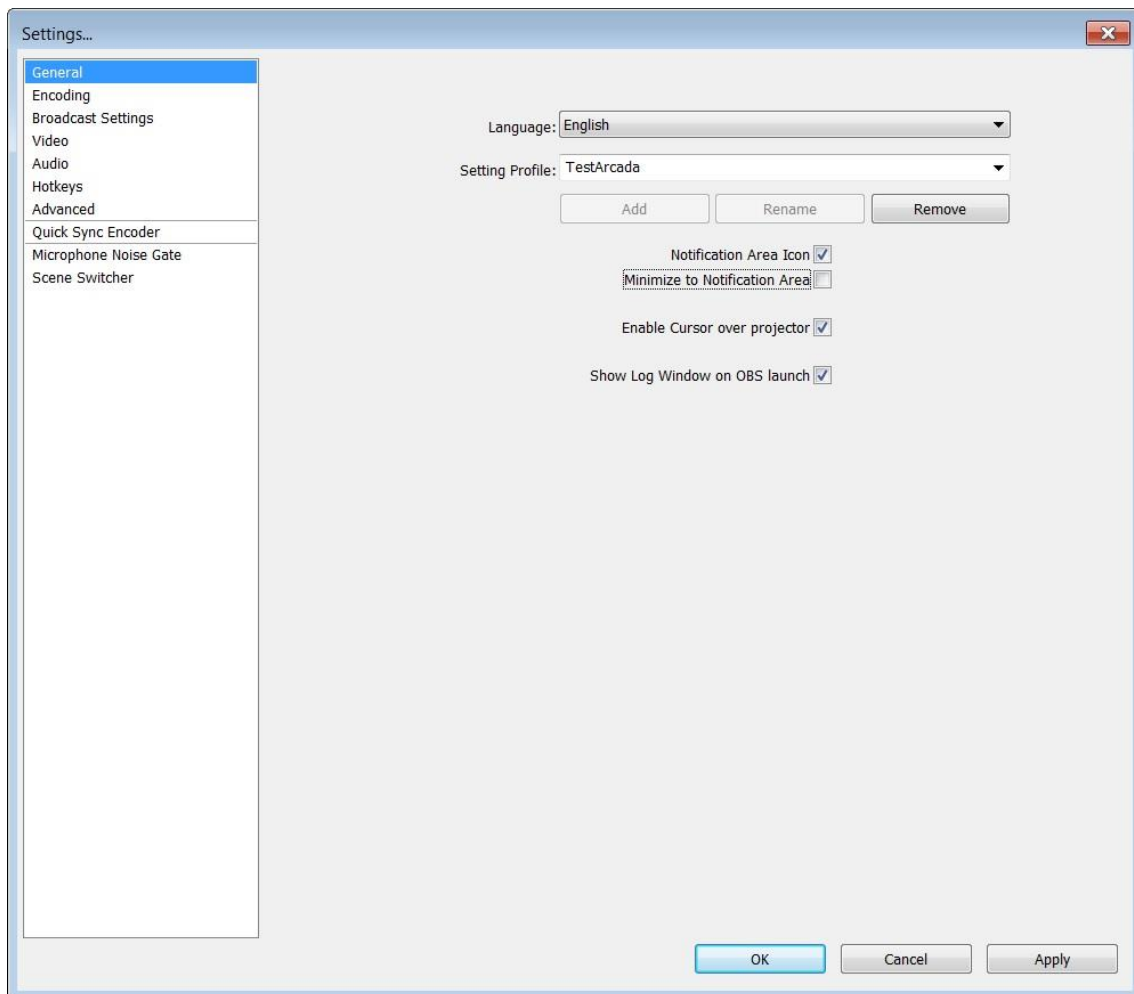 Settings...
General
Encoding
Broadcast Settings
Video
Audio
Hotkeys
Advanced
Quick Sync Encoder
Microphone Noise Gate
Scene Switcher
Language: English
Setting Profile: TestArcada
Add Rename Remove
Notification Area Icon
Minimize to Notification Area
Enable Cursor over projector
Show Log Window on OBS launch
OK Cancel Apply